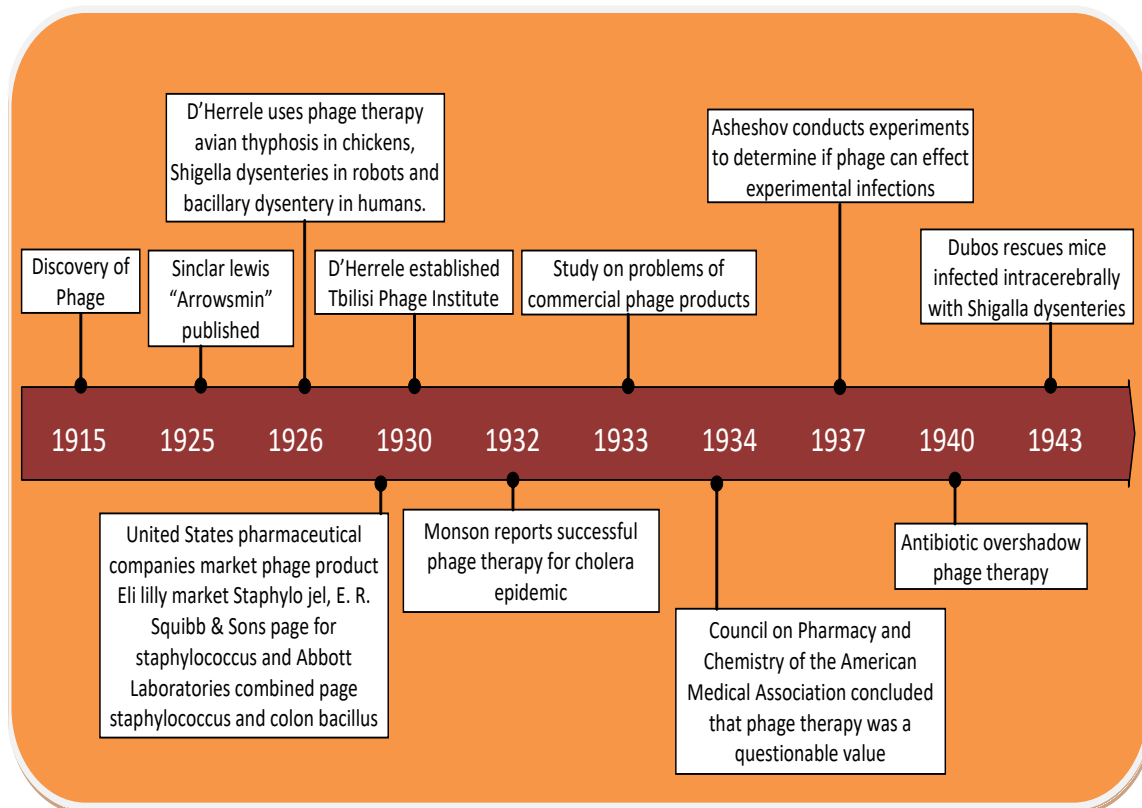 D'Herrele uses phage therapy
avian thyphosis in chickens,
Shigella dysenteries in robots and
bacillary dysentery in humans.
Asheshov conducts experiments
to determine if phage can effect
experimental infections
Discovery of
Phage
Sinclar lewis
“Arrowsmin”
published
D'Herrele established
Tbilisi Phage Institute
Study on problems of
commercial phage products
Dubos rescues mice
infected intracerebrally
with Shigalla dysenteries
1915 1925 1926 1930 1932 1933 1934 1937 1940 1943
United States pharmaceutical
companies market phage product
Eli lilly market Staphylo jel, E. R.
Squibb & Sons page for
staphylococcus and Abbott
Laboratories combined page
staphylococcus and colon bacillus
Monson reports successful
phage therapy for cholera
epidemic
Council on Pharmacy and
Chemistry of the American
Medical Association concluded
that phage therapy was a
questionable value
Antibiotic overshadow
phage therapy